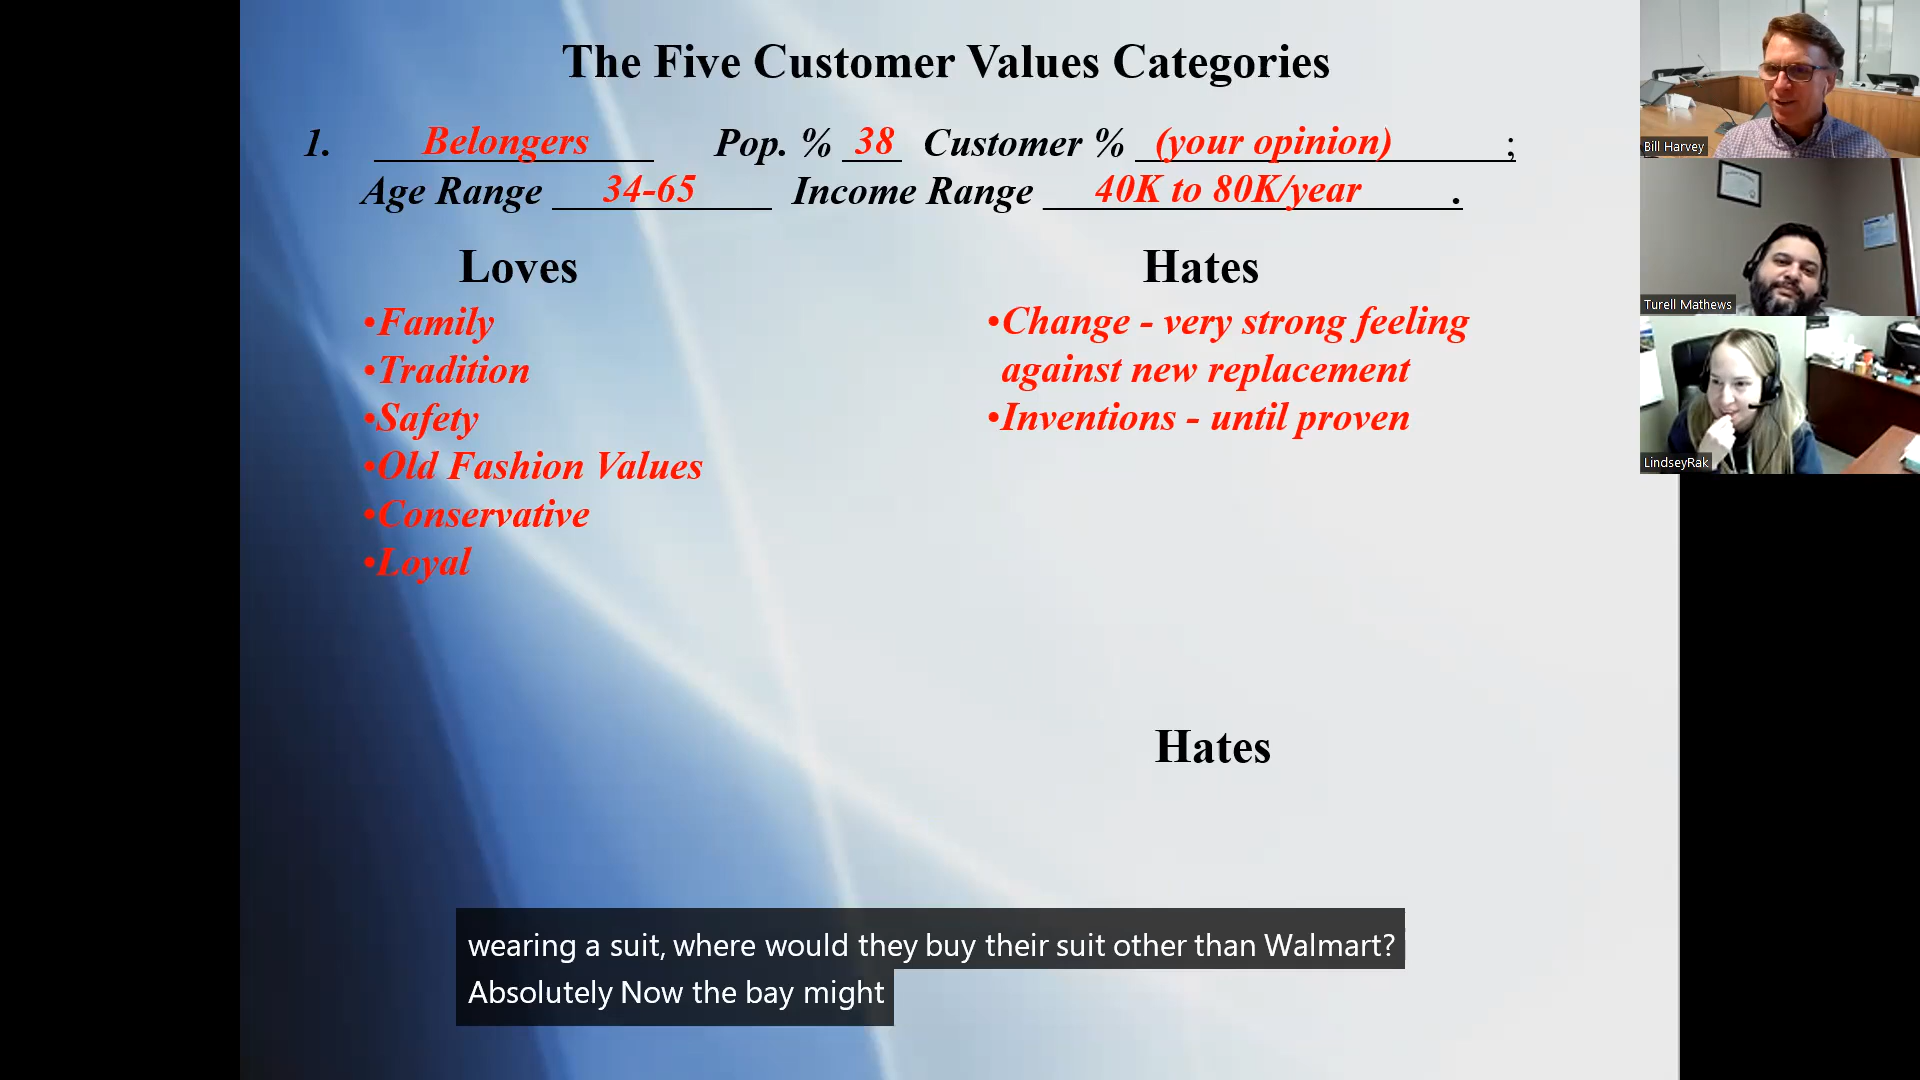 The Five Customer Values Categories
1. Belongers Pop. % 38 Customer % (your opinion) ;
Age Range 34-65 Income Range 40K to 80K/year .
Loves
•Family
•Tradition
•Safety
•Old Fashion Values
•Conservative
•Loyal
Hates
•Change - very strong feeling
against new replacement
•Inventions - until proven
Hates
wearing a suit, where would they buy their suit other than Walmart?
Absolutely Now the bay might
Bill Harvey
Turell Mathews
LindseyRak